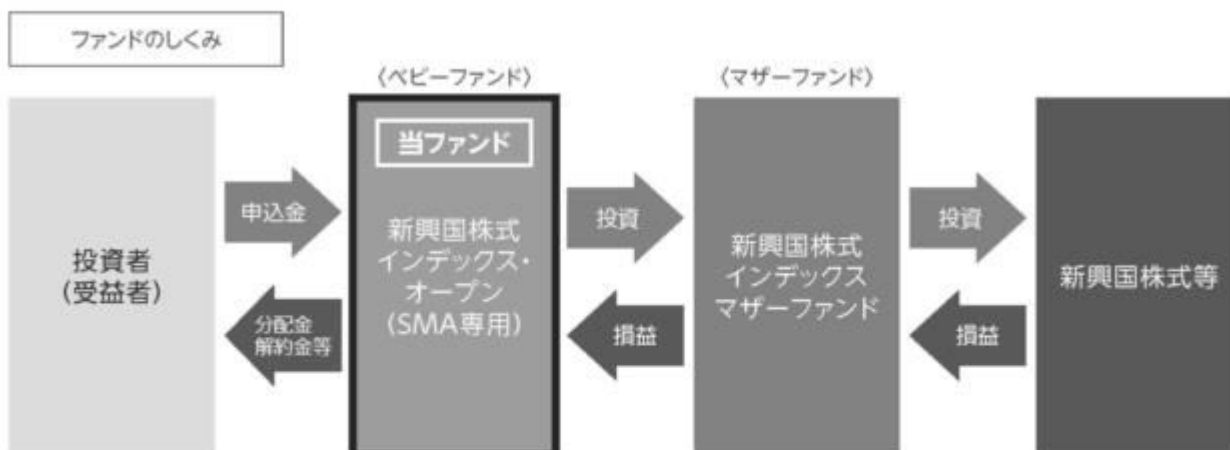 ファンドのしくみ
〈ベビーファンド〉
〈マザーファンド〉
投資者
(受益者)
申込金
分配金
解約金等
当ファンド
新興国株式
インデックス・
オープン
(SMA専用)
投資
損益
新興国株式
インデックス
マザーファンド
投資
損益
新興国株式等